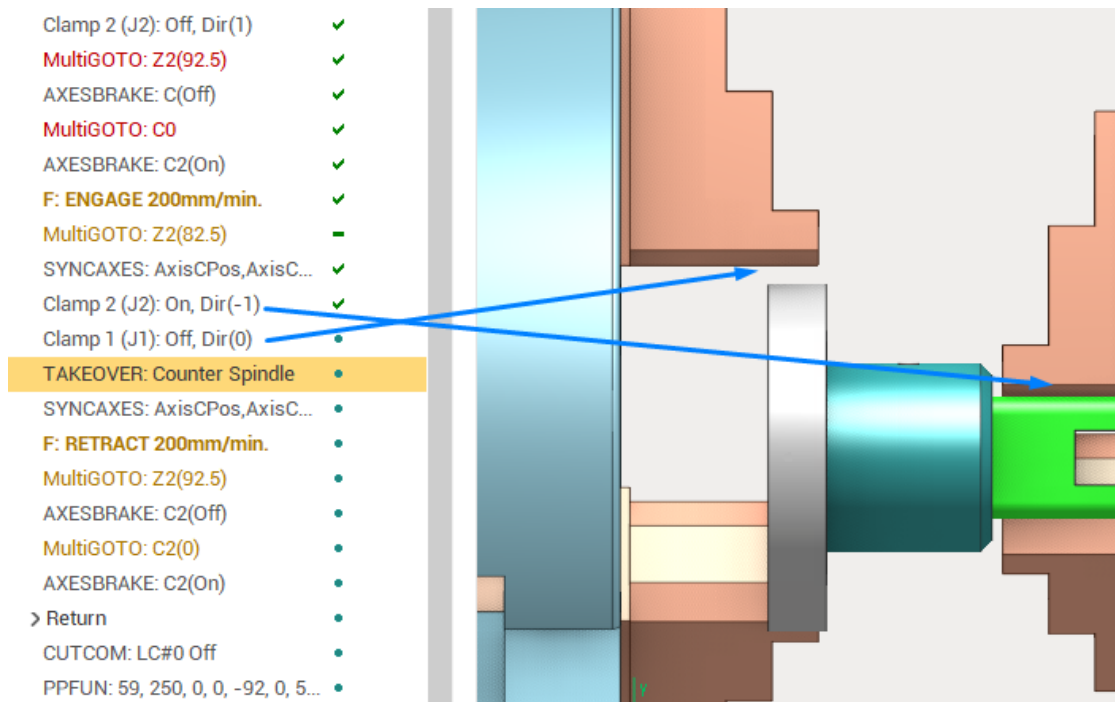 Clamp 2 (J2): Off, Dir(1)
MultiGOTO: Z2(92.5)
AXESBRAKE: C(Off)
MultiGOTO: C0
AXESBRAKE: C2(On)
F: ENGAGE 200mm/min.
MultiGOTO: Z2(82.5)
SYNCAXES: AxisCPos,AxisC...
Clamp 2 (J2): On, Dir(-1)
Clamp 1 (J1): Off, Dir(0)
TAKEOVER: Counter Spindle
SYNCAXES: AxisCPos,AxisC...
F: RETRACT 200mm/min.
MultiGOTO: Z2(92.5)
AXESBRAKE: C2(Off)
MultiGOTO: C2(0)
AXESBRAKE: C2(On)
Return
CUTCOM: LC#0 Off
PPFUN: 59, 250, 0, 0, -92, 0, 5...
y